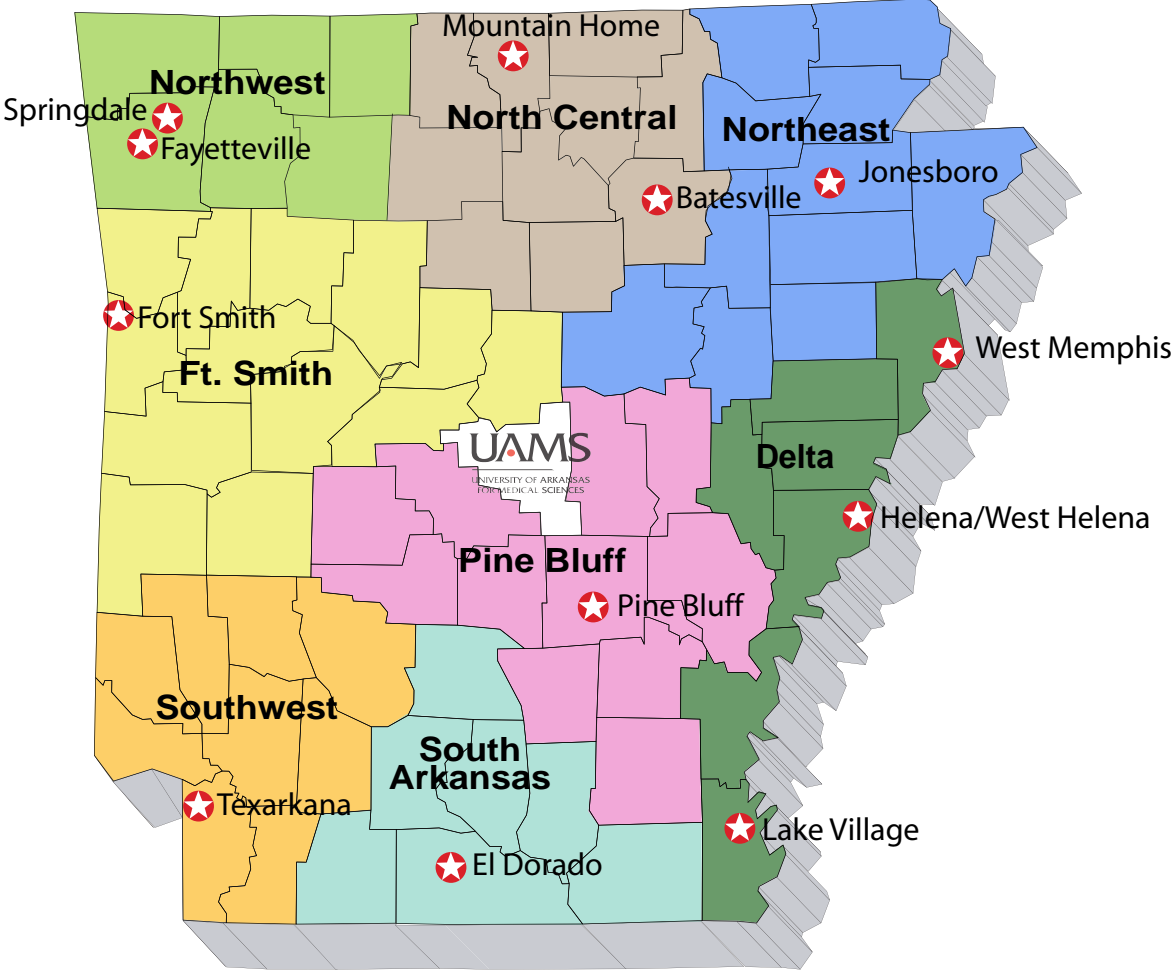 Mountain Home
Northwest
Springdale
North Central
Northeast
Fayetteville
Jonesboro
Batesville
Fort Smith
West Memphis
Ft. Smith
UAMS
UNIVERSITY OF ARKANSAS
FOR MEDICAL SCIENCES
Delta
Helena/West Helena
Pine Bluff
Pine Bluff
Southwest
South
Arkansas
Texarkana
Lake Village
El Dorado